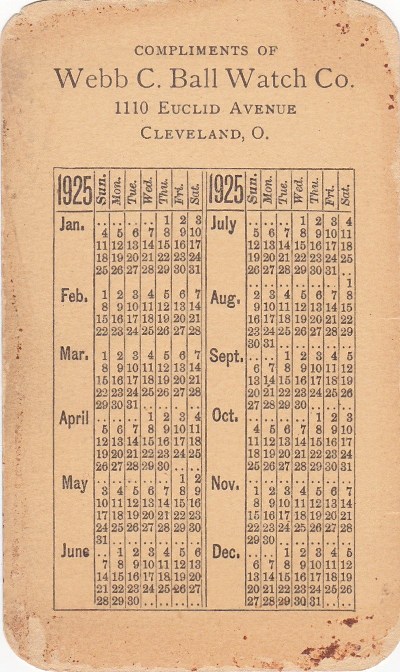 COMPLIMENTS OF
Webb C. Ball Watch Co.
1110 EUCLID AVENUE
CLEVELAND, O.
1925 Sun. Mon. Tue. Wed. Thu. Fri. Sat.
Jan. .. .. .. .. 1 2 3
4 5 6 7 8 9 10
11 12 13 14 15 16 17
18 19 20 21 22 23 24
25 26 27 28 29 30 31
.. .. .. .. .. .. ..
Feb. 1 2 3 4 5 6 7
8 9 10 11 12 13 14
15 16 17 18 19 20 21
22 23 24 25 26 27 28
.. .. .. .. .. .. ..
Mar. 1 2 3 4 5 6 7
8 9 10 11 12 13 14
15 16 17 18 19 20 21
22 23 24 25 26 27 28
29 30 31 .. .. .. ..
April .. .. .. 1 2 3 4
5 6 7 8 9 10 11
12 13 14 15 16 17 18
19 20 21 22 23 24 25
26 27 28 29 30 .. ..
May .. .. .. .. .. 1 2
3 4 5 6 7 8 9
10 11 12 13 14 15 16
17 18 19 20 21 22 23
24 25 26 27 28 29 30
31 .. .. .. .. .. ..
June .. 1 2 3 4 5 6
7 8 9 10 11 12 13
14 15 16 17 18 19 20
21 22 23 24 25 26 27
28 29 30 .. .. .. ..
1925 Sun. Mon. Tue. Wed. Thu. Fri. Sat.
July .. .. .. 1 2 3 4
5 6 7 8 9 10 11
12 13 14 15 16 17 18
19 20 21 22 23 24 25
26 27 28 29 30 31 ..
.. .. .. .. .. .. 1
Aug. 2 3 4 5 6 7 8
9 10 11 12 13 14 15
16 17 18 19 20 21 22
23 24 25 26 27 28 29
30 31 .. .. .. .. ..
Sept. .. .. 1 2 3 4 5
6 7 8 9 10 11 12
13 14 15 16 17 18 19
20 21 22 23 24 25 26
27 28 29 30 .. .. ..
Oct. .. .. .. .. 1 2 3
4 5 6 7 8 9 10
11 12 13 14 15 16 17
18 19 20 21 22 23 24
25 26 27 28 29 30 31
Nov. .. .. .. .. .. .. ..
1 2 3 4 5 6 7
8 9 10 11 12 13 14
15 16 17 18 19 20 21
22 23 24 25 26 27 28
29 30 .. .. .. .. ..
Dec. .. .. 1 2 3 4 5
6 7 8 9 10 11 12
13 14 15 16 17 18 19
20 21 22 23 24 25 26
27 28 29 30 31 .. ..